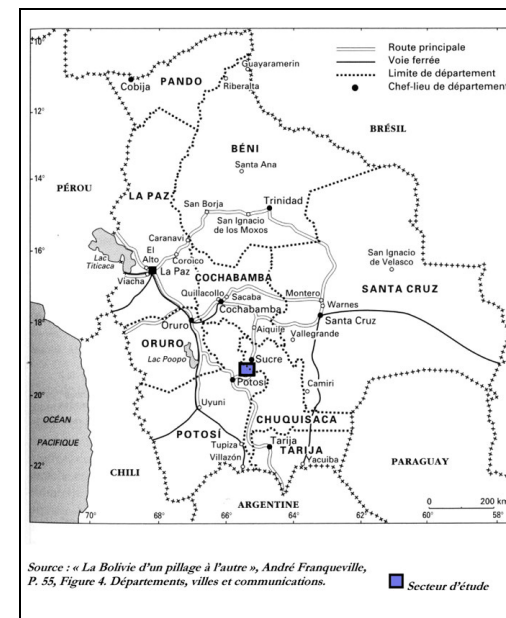 Route principale
Voie ferrée
Limite de département
Chef-lieu de département
10°
12°
14°
16°
18°
20°
22°
Guayaramerin
Riberalta
Cobija
PANDO
BRÉSIL
BÉNI
Santa Ana
PÉROU
LA PAZ
San Borja
Trinidad
San Ignacio
de los Moxos
Caranavi
El
Alto
Coroico
Lac
Titicaca
La Paz
Viacha
San Ignacio
de Velasco
COCHABAMBA
SANTA CRUZ
Quillacollo
Sacaba
Montero
Warnes
Cochabamba
Oruro
Santa Cruz
Aiquile
Vallegrande
ORURO
Lac Poopo
Sucre
Potosi
Camiri
Uyuni
CHUQUISACA
OCÉAN
PACIFIQUE
POTOSÍ
Tupiza
Tarija
TARIJA
Villazón
Yacuiba
PARAGUAY
CHILI
ARGENTINE
0 200 km
70° 68° 66° 64° 62° 60° 58°
Source : « La Bolivie d’un pillage à l’autre », André Franqueville,
P. 55, Figure 4. Départements, villes et communications.
Secteur d’étude